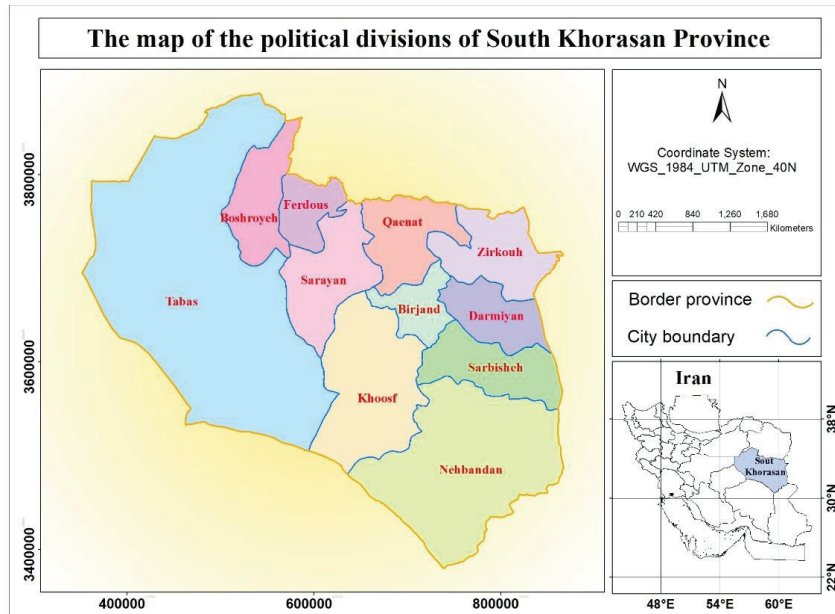 The map of the political divisions of South Khorasan Province
3800000
3600000
3400000
400000
600000
800000
Boshroyeh
Ferdous
Qaenat
Zirkouh
Sarayan
Tabas
Birjand
Darmiyan
Sarbisheh
Khoosf
Nehbandan
N
Coordinate System:
WGS_1984_UTM_Zone_40N
0 210 420 840 1,260 1,680
Kilometers
Border province
City boundary
Iran
Sout
Khorasan
38°N
30°N
22°N
48°E 54°E 60°E